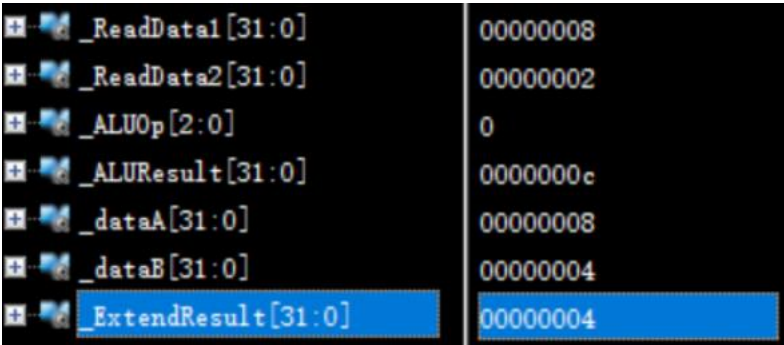 _ReadData1[31:0] 00000008
_ReadData2[31:0] 00000002
_ALUOp[2:0] 0
_ALUResult[31:0] 0000000c
_dataA[31:0] 00000008
_dataB[31:0] 00000004
_ExtendResult[31:0] 00000004